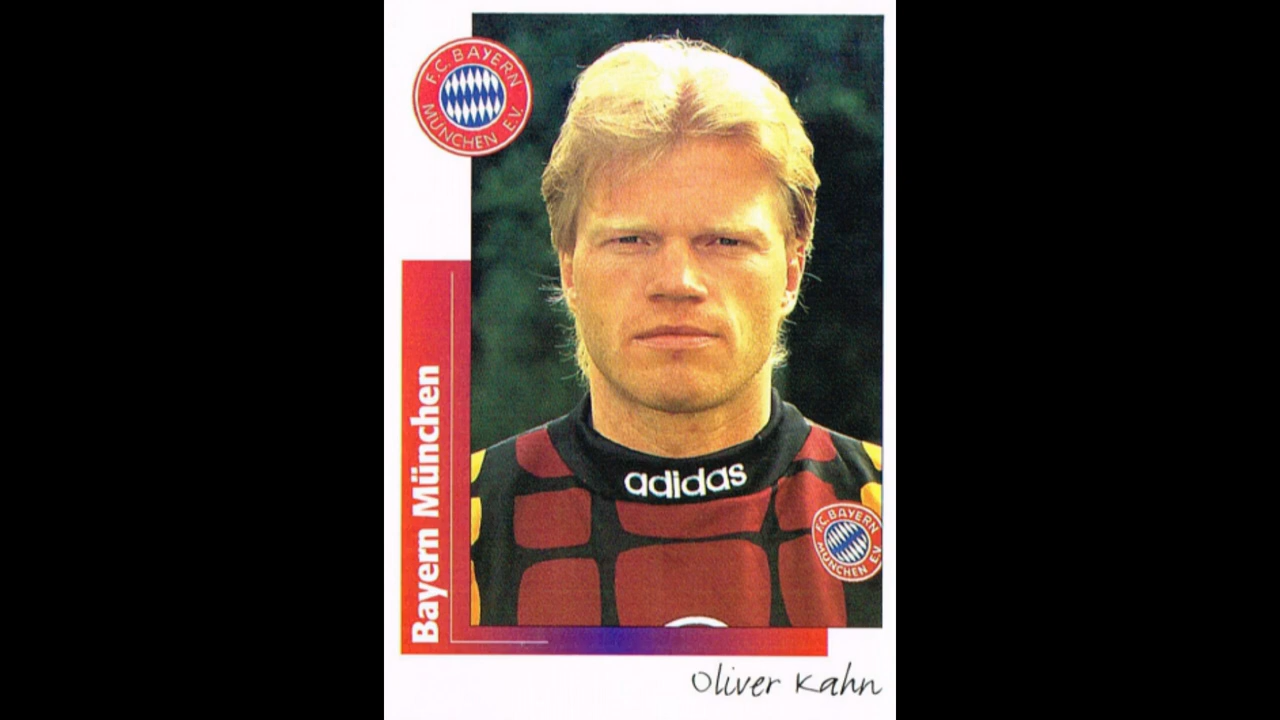 F.C. BAYERN
MÜNCHEN E.V.
Bayern München
adidas
F.C. BAYERN
MÜNCHEN E.V.
Oliver Kahn